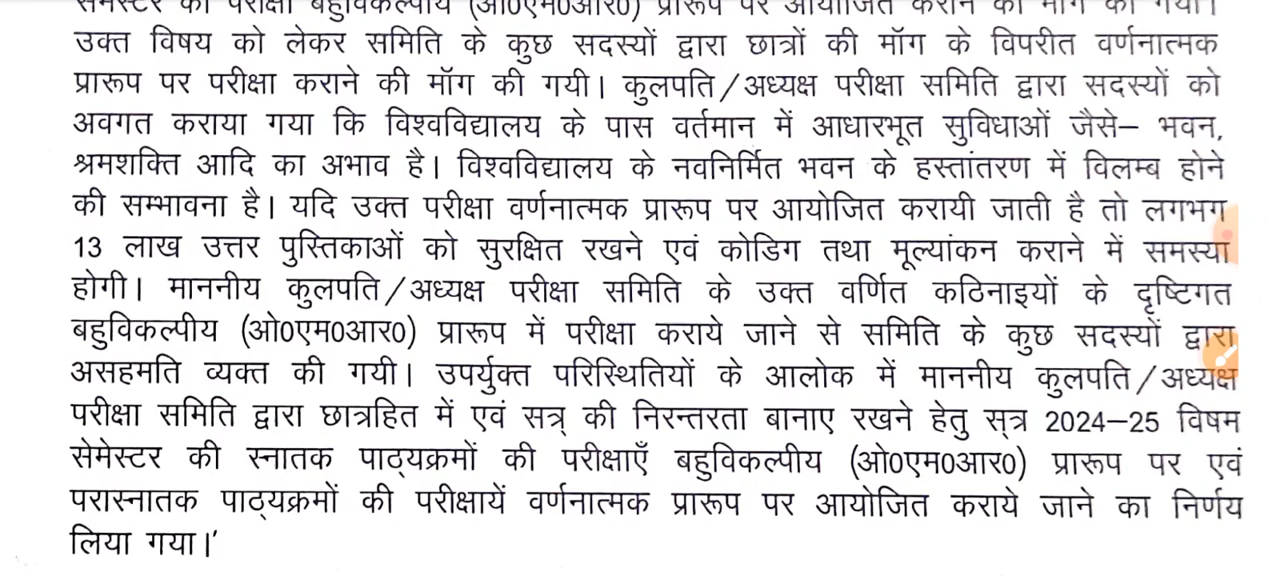 सेमेस्टर की परीक्षा बहुविकल्पीय (ओ0एम0आर0) प्रारूप पर आयोजित कराने की मांग की गयी।
उक्त विषय को लेकर समिति के कुछ सदस्यों द्वारा छात्रों की मॉग के विपरीत वर्णनात्मक
प्रारूप पर परीक्षा कराने की मॉग की गयी। कुलपति/अध्यक्ष परीक्षा समिति द्वारा सदस्यों को
अवगत कराया गया कि विश्वविद्यालय के पास वर्तमान में आधारभूत सुविधाओं जैसे– भवन,
श्रमशक्ति आदि का अभाव है। विश्वविद्यालय के नवनिर्मित भवन के हस्तांतरण में विलम्ब होने
की सम्भावना है। यदि उक्त परीक्षा वर्णनात्मक प्रारूप पर आयोजित करायी जाती है तो लगभग
13 लाख उत्तर पुस्तिकाओं को सुरक्षित रखने एवं कोडिग तथा मूल्यांकन कराने में समस्या
होगी। माननीय कुलपति/अध्यक्ष परीक्षा समिति के उक्त वर्णित कठिनाइयों के दृष्टिगत
बहुविकल्पीय (ओ0एम0आर0) प्रारूप में परीक्षा कराये जाने से समिति के कुछ सदस्यों द्वारा
असहमति व्यक्त की गयी। उपर्युक्त परिस्थितियों के आलोक में माननीय कुलपति/अध्यक्ष
परीक्षा समिति द्वारा छात्रहित में एवं सत्र् की निरन्तरता बानाए रखने हेतु स्त्र 2024–25 विषम
सेमेस्टर की स्नातक पाठ्यक्रमों की परीक्षाएँ बहुविकल्पीय (ओ0एम0आर0) प्रारूप पर एवं
परास्नातक पाठ्यक्रमों की परीक्षायें वर्णनात्मक प्रारूप पर आयोजित कराये जाने का निर्णय
लिया गया।'